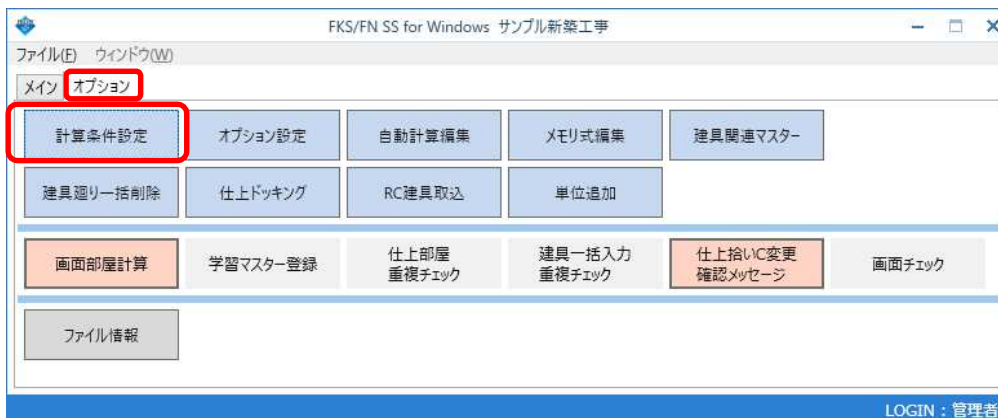 FKS/FN SS for Windows サンプル新築工事
ファイル(F) ウィンドウ(W)
メイン オプション
計算条件設定 オプション設定 自動計算編集 メモリ式編集 建具関連マスター
建具廻り一括削除 仕上ドッキング RC建具取込 単位追加
画面部屋計算 学習マスター登録 仕上部屋 建具一括入力 仕上拾いC変更 画面チェック
重複チェック 重複チェック 確認メッセージ
ファイル情報
LOGIN：管理者